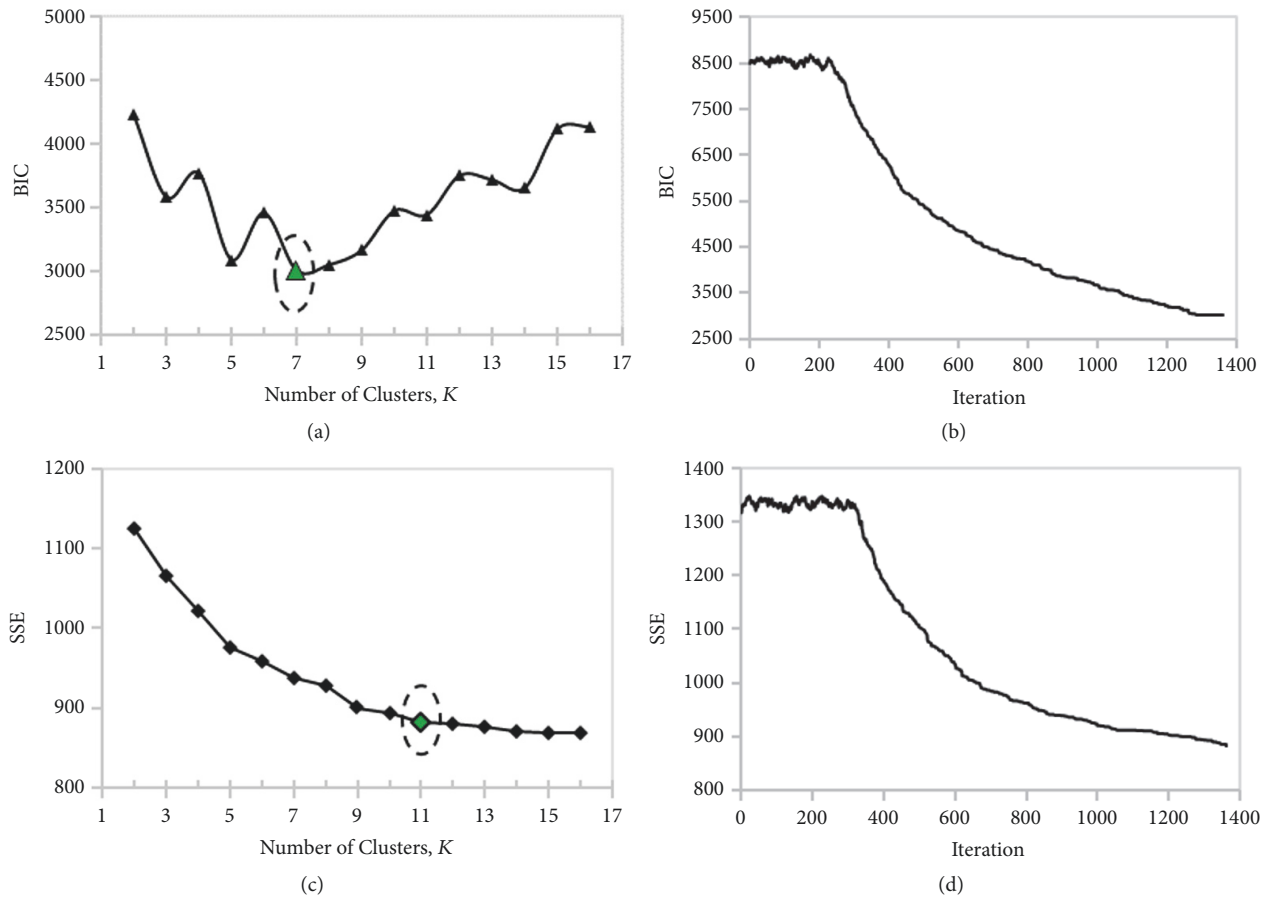 5000
4500
4000
3500
3000
2500
BIC
1 3 5 7 9 11 13 15 17
Number of Clusters, K
(a)
9500
8500
7500
6500
5500
4500
3500
2500
BIC
0 200 400 600 800 1000 1200 1400
Iteration
(b)
1200
1100
1000
900
800
SSE
1 3 5 7 9 11 13 15 17
Number of Clusters, K
(c)
1400
1300
1200
1100
1000
900
800
SSE
0 200 400 600 800 1000 1200 1400
Iteration
(d)